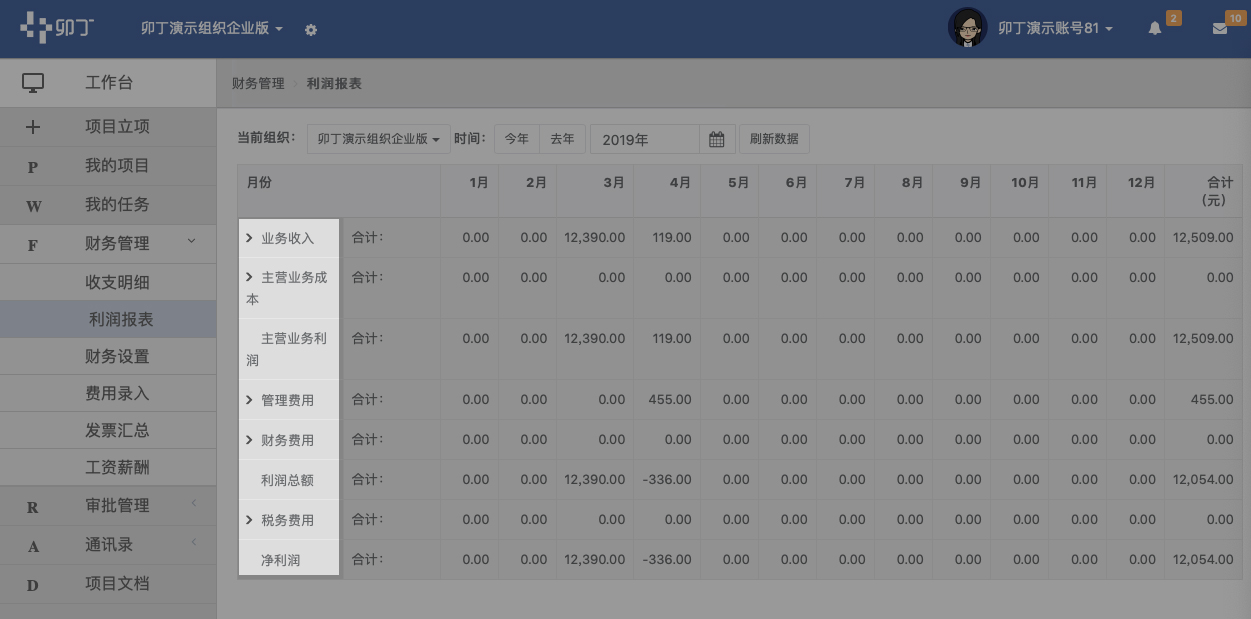 卯丁 卯丁演示组织企业版 卯丁演示账号81 2 10
工作台
项目立项
P 我的项目
W 我的任务
F 财务管理
收支明细
利润报表
财务设置
费用录入
发票汇总
工资薪酬
R 审批管理
A 通讯录
D 项目文档
财务管理 利润报表
当前组织： 卯丁演示组织企业版 时间： 今年 去年 2019年 刷新数据
月份 1月 2月 3月 4月 5月 6月 7月 8月 9月 10月 11月 12月 合计
(元)
业务收入 合计： 0.00 0.00 12,390.00 119.00 0.00 0.00 0.00 0.00 0.00 0.00 0.00 0.00 12,509.00
主营业务成 合计： 0.00 0.00 0.00 0.00 0.00 0.00 0.00 0.00 0.00 0.00 0.00 0.00 0.00
本
主营业务利 合计： 0.00 0.00 12,390.00 119.00 0.00 0.00 0.00 0.00 0.00 0.00 0.00 0.00 12,509.00
润
管理费用 合计： 0.00 0.00 0.00 455.00 0.00 0.00 0.00 0.00 0.00 0.00 0.00 0.00 455.00
财务费用 合计： 0.00 0.00 0.00 0.00 0.00 0.00 0.00 0.00 0.00 0.00 0.00 0.00 0.00
利润总额 合计： 0.00 0.00 12,390.00 -336.00 0.00 0.00 0.00 0.00 0.00 0.00 0.00 0.00 12,054.00
税务费用 合计： 0.00 0.00 0.00 0.00 0.00 0.00 0.00 0.00 0.00 0.00 0.00 0.00 0.00
净利润 合计： 0.00 0.00 12,390.00 -336.00 0.00 0.00 0.00 0.00 0.00 0.00 0.00 0.00 12,054.00